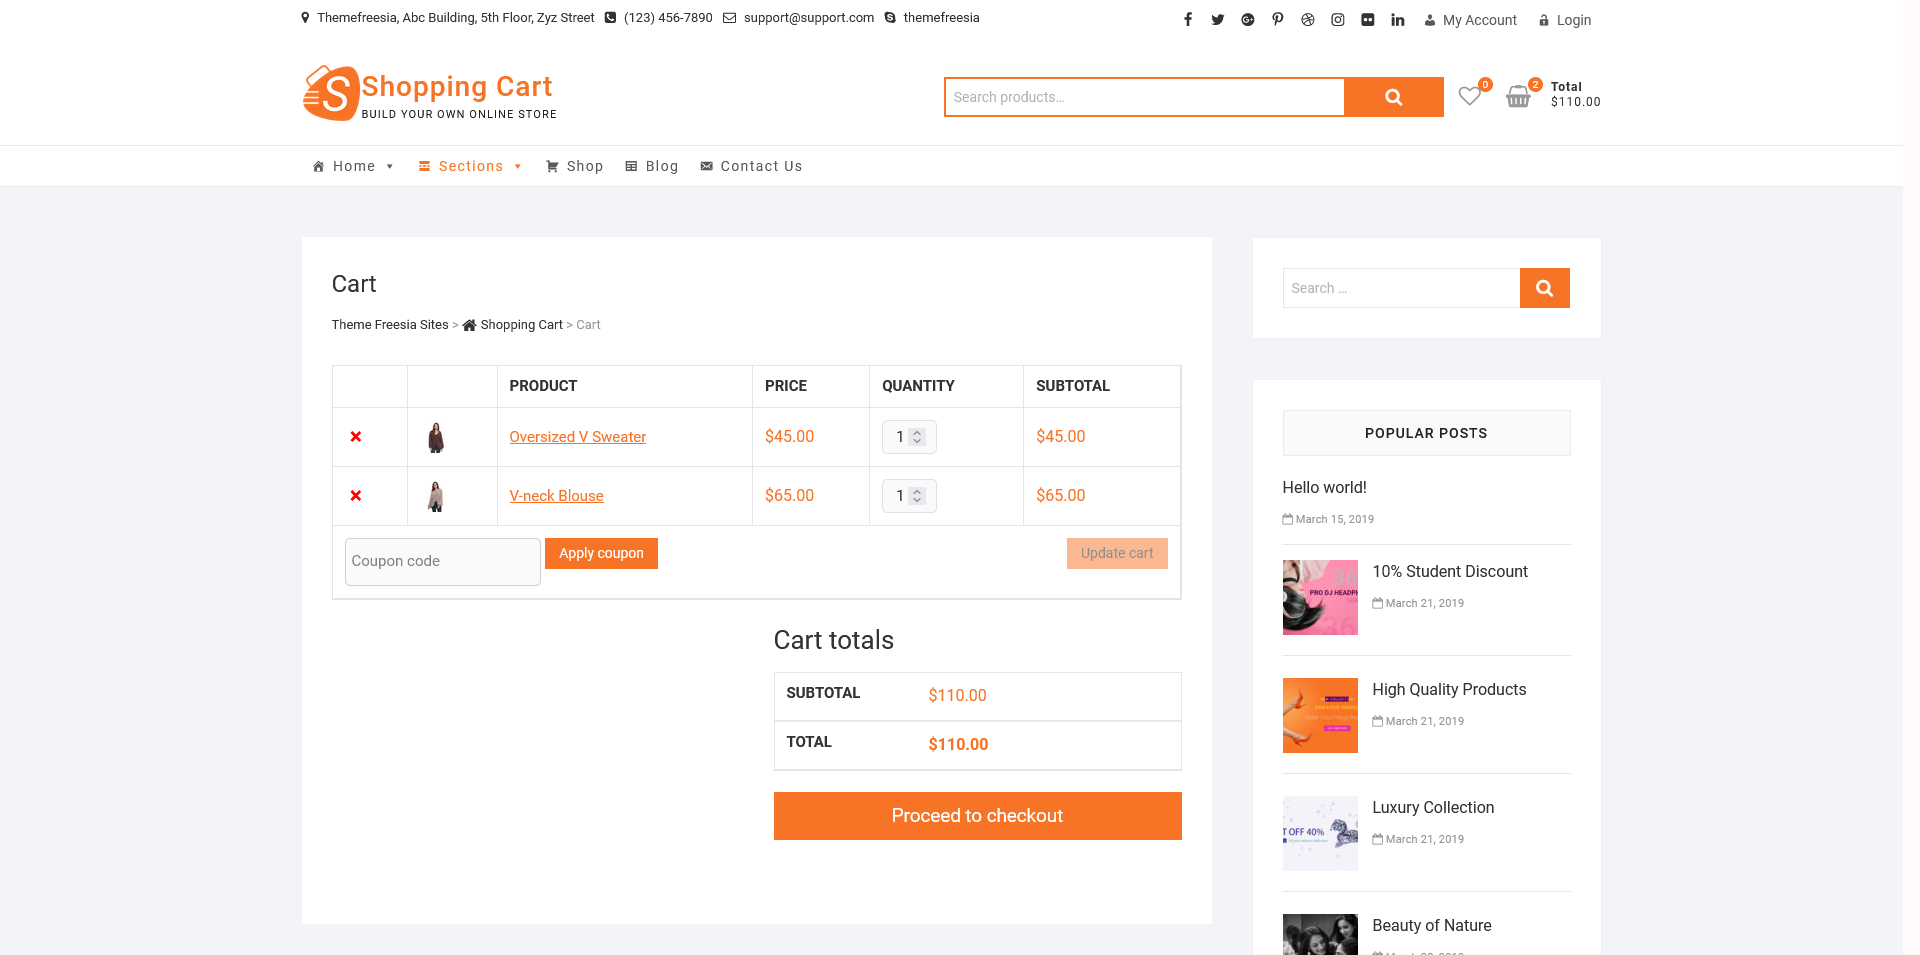 Themefreesia, Abc Building, 5th Floor, Zyz Street (123) 456-7890 support@support.com themefreesia
My Account Login
Shopping Cart
BUILD YOUR OWN ONLINE STORE
Search products...
0
2
Total
$110.00
Home Sections Shop Blog Contact Us
Cart
Theme Freesia Sites > Shopping Cart > Cart
PRODUCT PRICE QUANTITY SUBTOTAL
Oversized V Sweater $45.00 1 $45.00
V-neck Blouse $65.00 1 $65.00
Coupon code Apply coupon Update cart
Cart totals
SUBTOTAL $110.00
TOTAL $110.00
Proceed to checkout
Search ...
POPULAR POSTS
Hello world!
March 15, 2019
10% Student Discount
March 21, 2019
PRO DJ HEADPH
High Quality Products
March 21, 2019
Luxury Collection
March 21, 2019
T OFF 40%
Beauty of Nature